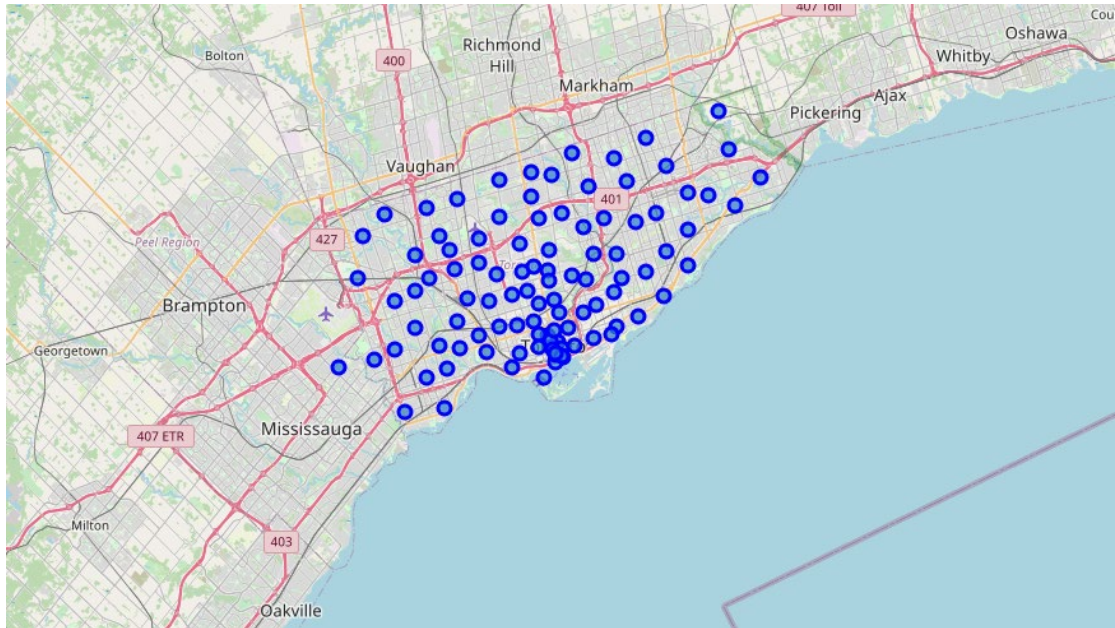 407 Toll
Cou
Oshawa
Whitby
Bolton
400
Richmond
Hill
Markham
Ajax
Pickering
Vaughan
401
427
Peel Region
Brampton
Georgetown
Mississauga
407 ETR
Milton
403
Oakville